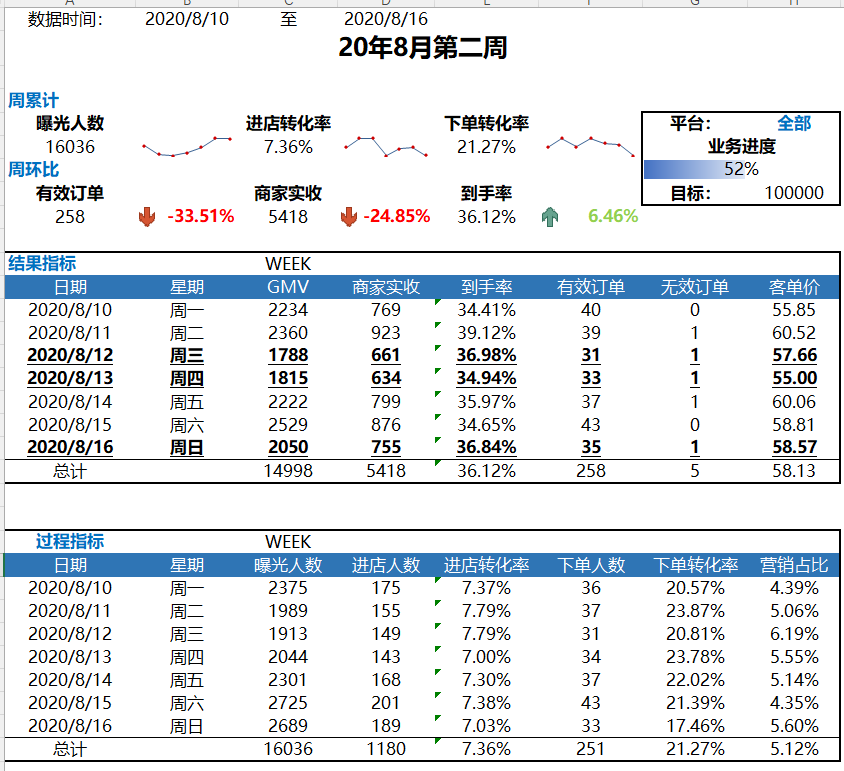 数据时间： 2020/8/10 至 2020/8/16
20年8月第二周
周累计
曝光人数 进店转化率 下单转化率 平台： 全部
16036 7.36% 21.27% 业务进度
周环比 52%
有效订单 商家实收 到手率 目标： 100000
258 -33.51% 5418 -24.85% 36.12% 6.46%
结果指标 WEEK
日期 星期 GMV 商家实收 到手率 有效订单 无效订单 客单价
2020/8/10 周一 2234 769 34.41% 40 0 55.85
2020/8/11 周二 2360 923 39.12% 39 1 60.52
2020/8/12 周三 1788 661 36.98% 31 1 57.66
2020/8/13 周四 1815 634 34.94% 33 1 55.00
2020/8/14 周五 2222 799 35.97% 37 1 60.06
2020/8/15 周六 2529 876 34.65% 43 0 58.81
2020/8/16 周日 2050 755 36.84% 35 1 58.57
总计 14998 5418 36.12% 258 5 58.13
过程指标 WEEK
日期 星期 曝光人数 进店人数 进店转化率 下单人数 下单转化率 营销占比
2020/8/10 周一 2375 175 7.37% 36 20.57% 4.39%
2020/8/11 周二 1989 155 7.79% 37 23.87% 5.06%
2020/8/12 周三 1913 149 7.79% 31 20.81% 6.19%
2020/8/13 周四 2044 143 7.00% 34 23.78% 5.55%
2020/8/14 周五 2301 168 7.30% 37 22.02% 5.14%
2020/8/15 周六 2725 201 7.38% 43 21.39% 4.35%
2020/8/16 周日 2689 189 7.03% 33 17.46% 5.60%
总计 16036 1180 7.36% 251 21.27% 5.12%